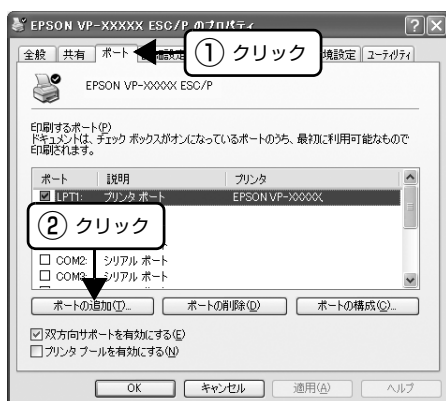 EPSON VP-XXXXX ESC/P のプロパティ
全般 共有 ポート 境設定 ユーティリティ
① クリック
EPSON VP-XXXXX ESC/P
印刷するポート(P)
ドキュメントは、チェック ボックスがオンになっているポートのうち、最初に利用可能なもので
印刷されます。
ポート 説明 プリンタ
LPT1: プリンタ ポート EPSON VP-XXXXX,
② クリック
COM2: シリアル ポート
COM3: シリアル ポート
ポートの追加(T)... ポートの削除(D) ポートの構成(C)...
双方向サポートを有効にする(E)
プリンタ プールを有効にする(N)
OK キャンセル 適用(A) ヘルプ